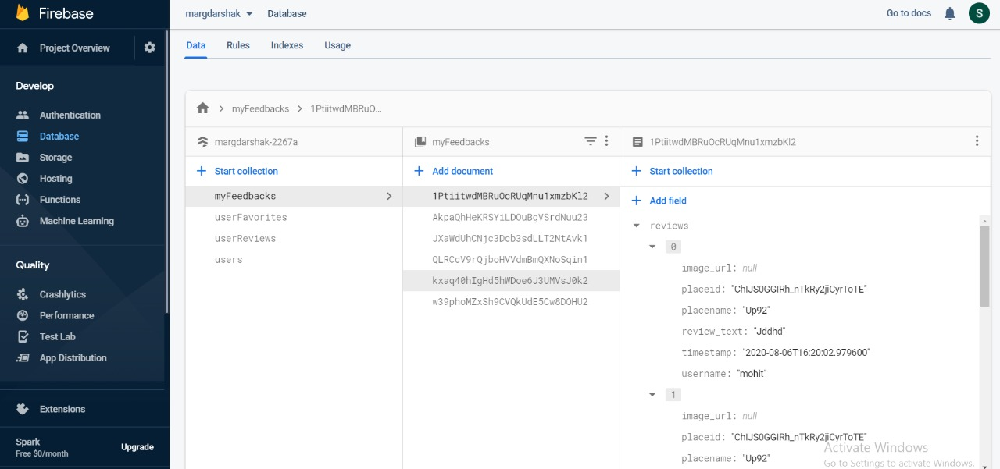 Firebase
Project Overview
Develop
Authentication
Database
Storage
Hosting
Functions
Machine Learning
Quality
Crashlytics
Performance
Test Lab
App Distribution
Extensions
Spark
Free $0/month
Upgrade
margdarshak
Database
Go to docs
S
Data
Rules
Indexes
Usage
myFeedbacks
1PtiitwdMBRuO...
margdarshak-2267a
Start collection
myFeedbacks
userFavorites
userReviews
users
myFeedbacks
Add document
1PtiitwdMBRuOcRUqMnu1xmzbKl2
AkpaQhHeKRSYiLDOuBgVSrdNuu23
JXaWdUhCNjc3Dcb3sdLLT2NtAvk1
QLRCcV9rQjboHVVdmBmQXNoSqin1
kxaq40hIgHd5hWDoe6J3UMVsJ0k2
w39phoMZxSh9CVQkUdE5Cw8DOHU2
1PtiitwdMBRuOcRUqMnu1xmzbKl2
Start collection
Add field
reviews
0
image_url: null
placeid: "ChIJS0GGIRh_nTkRy2jiCyrToTE"
placename: "Up92"
review_text: "Jddhd"
timestamp: "2020-08-06T16:20:02.979600"
username: "mohit"
1
image_url: null
placeid: "ChIJS0GGIRh_nTkRy2jiCyrToTE"
placename: "Up92"
Activate Windows
Go to Settings to activate Windows.